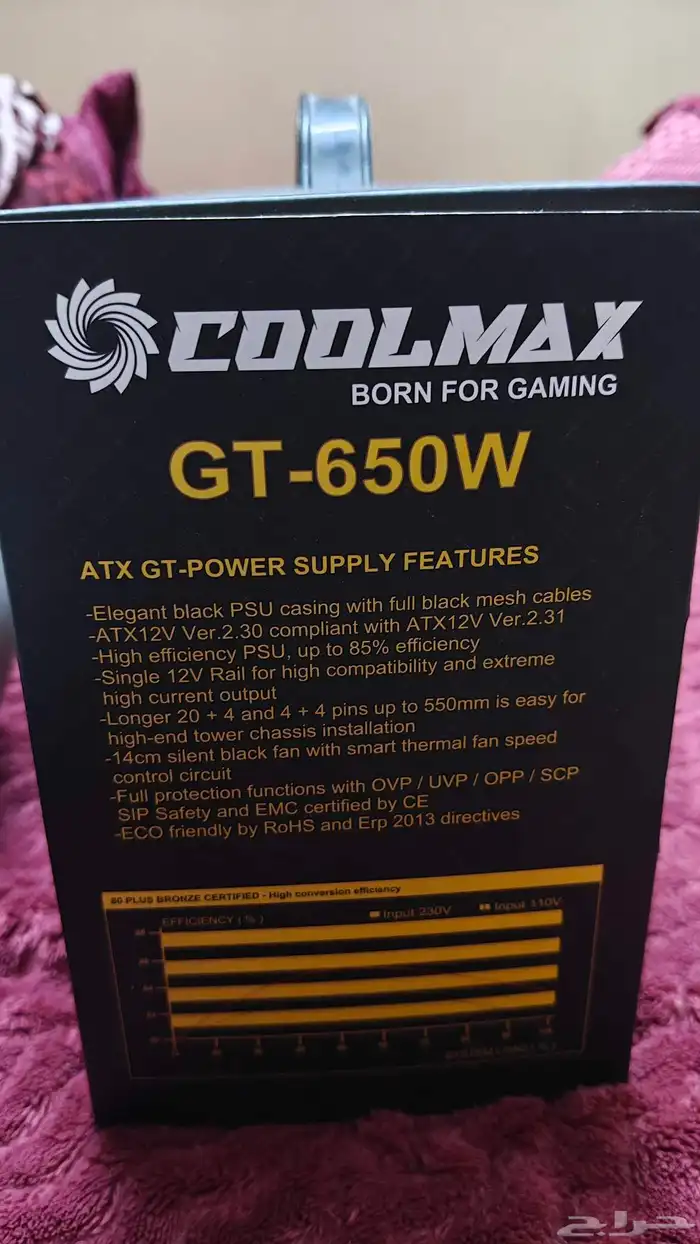 COOLMAX
BORN FOR GAMING
GT-650W
ATX GT-POWER SUPPLY FEATURES
-Elegant black PSU casing with full black mesh cables
-ATX12V Ver.2.30 compliant with ATX12V Ver.2.31
-High efficiency PSU, up to 85% efficiency
-Single 12V Rail for high compatibility and extreme
high current output
-Longer 20 + 4 and 4 + 4 pins up to 550mm is easy for
high-end tower chassis installation
-14cm silent black fan with smart thermal fan speed
control circuit
-Full protection functions with OVP / UVP / OPP / SCP
SIP Safety and EMC certified by CE
-ECO friendly by RoHS and Erp 2013 directives
80 PLUS BRONZE CERTIFIED - High conversion efficiency
EFFICIENCY ( % )
Input 230V
Input 110V
حراج